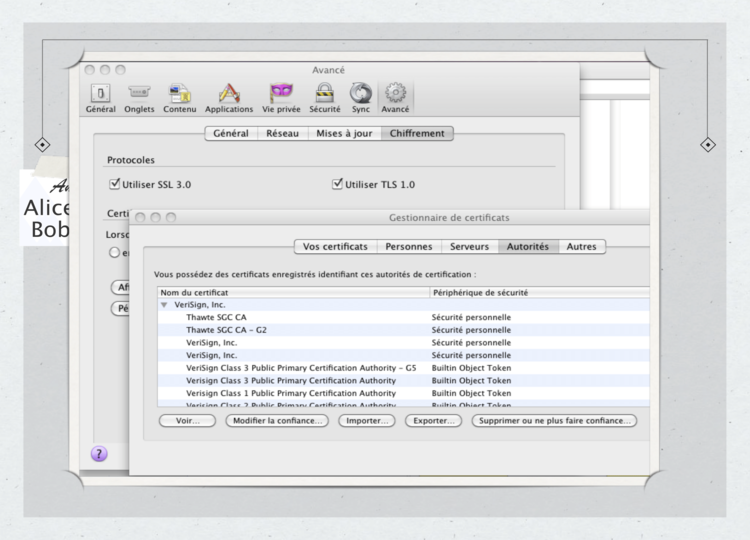 Avancé
Général Onglets Contenu Applications Vie privée Sécurité Sync Avancé
Général Réseau Mises à jour Chiffrement
Protocoles
Utiliser SSL 3.0 Utiliser TLS 1.0
Alice
Bob
Gestionnaire de certificats
Vos certificats Personnes Serveurs Autorités Autres
Vous possédez des certificats enregistrés identifiant ces autorités de certification :
Nom du certificat Périphérique de sécurité
VeriSign, Inc.
Thawte SGC CA Sécurité personnelle
Thawte SGC CA - G2 Sécurité personnelle
VeriSign, Inc. Sécurité personnelle
VeriSign, Inc. Sécurité personnelle
VeriSign Class 3 Public Primary Certification Authority - G5 Builtin Object Token
Verisign Class 3 Public Primary Certification Authority Builtin Object Token
Verisign Class 1 Public Primary Certification Authority Builtin Object Token
Verisign Class 2 Public Primary Certification Authority Builtin Object Token
Voir... Modifier la confiance... Importer... Exporter... Supprimer ou ne plus faire confiance...
?